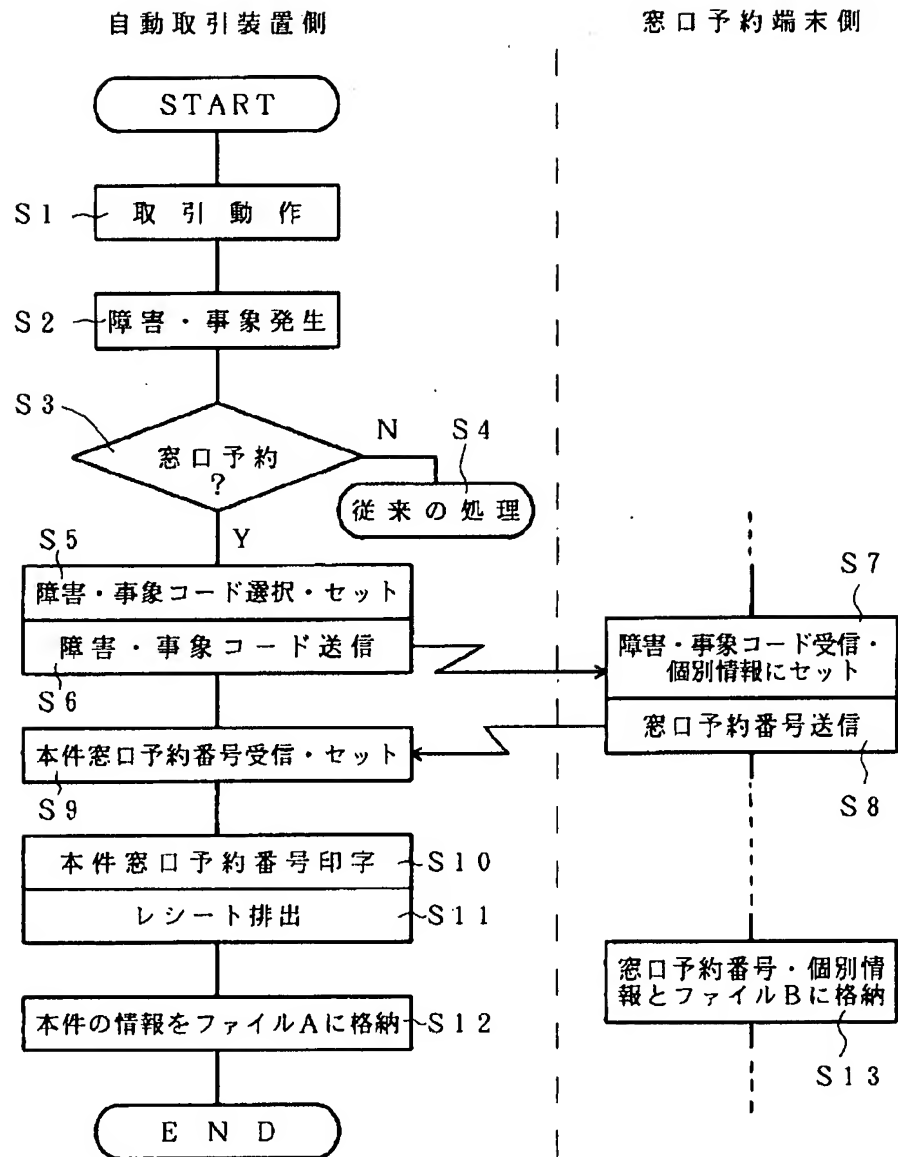 自動取引装置側
窓口予約端末側
START
S1
取引動作
S2
障害・事象発生
S3
窓口予約
?
N
S4
従来の処理
Y
S5
障害・事象コード選択・セット
障害・事象コード送信
S6
S7
障害・事象コード受信・
個別情報にセット
窓口予約番号送信
S8
本件窓口予約番号受信・セット
S9
本件窓口予約番号印字
S10
レシート排出
S11
窓口予約番号・個別情
報とファイルBに格納
S13
本件の情報をファイルAに格納
S12
END